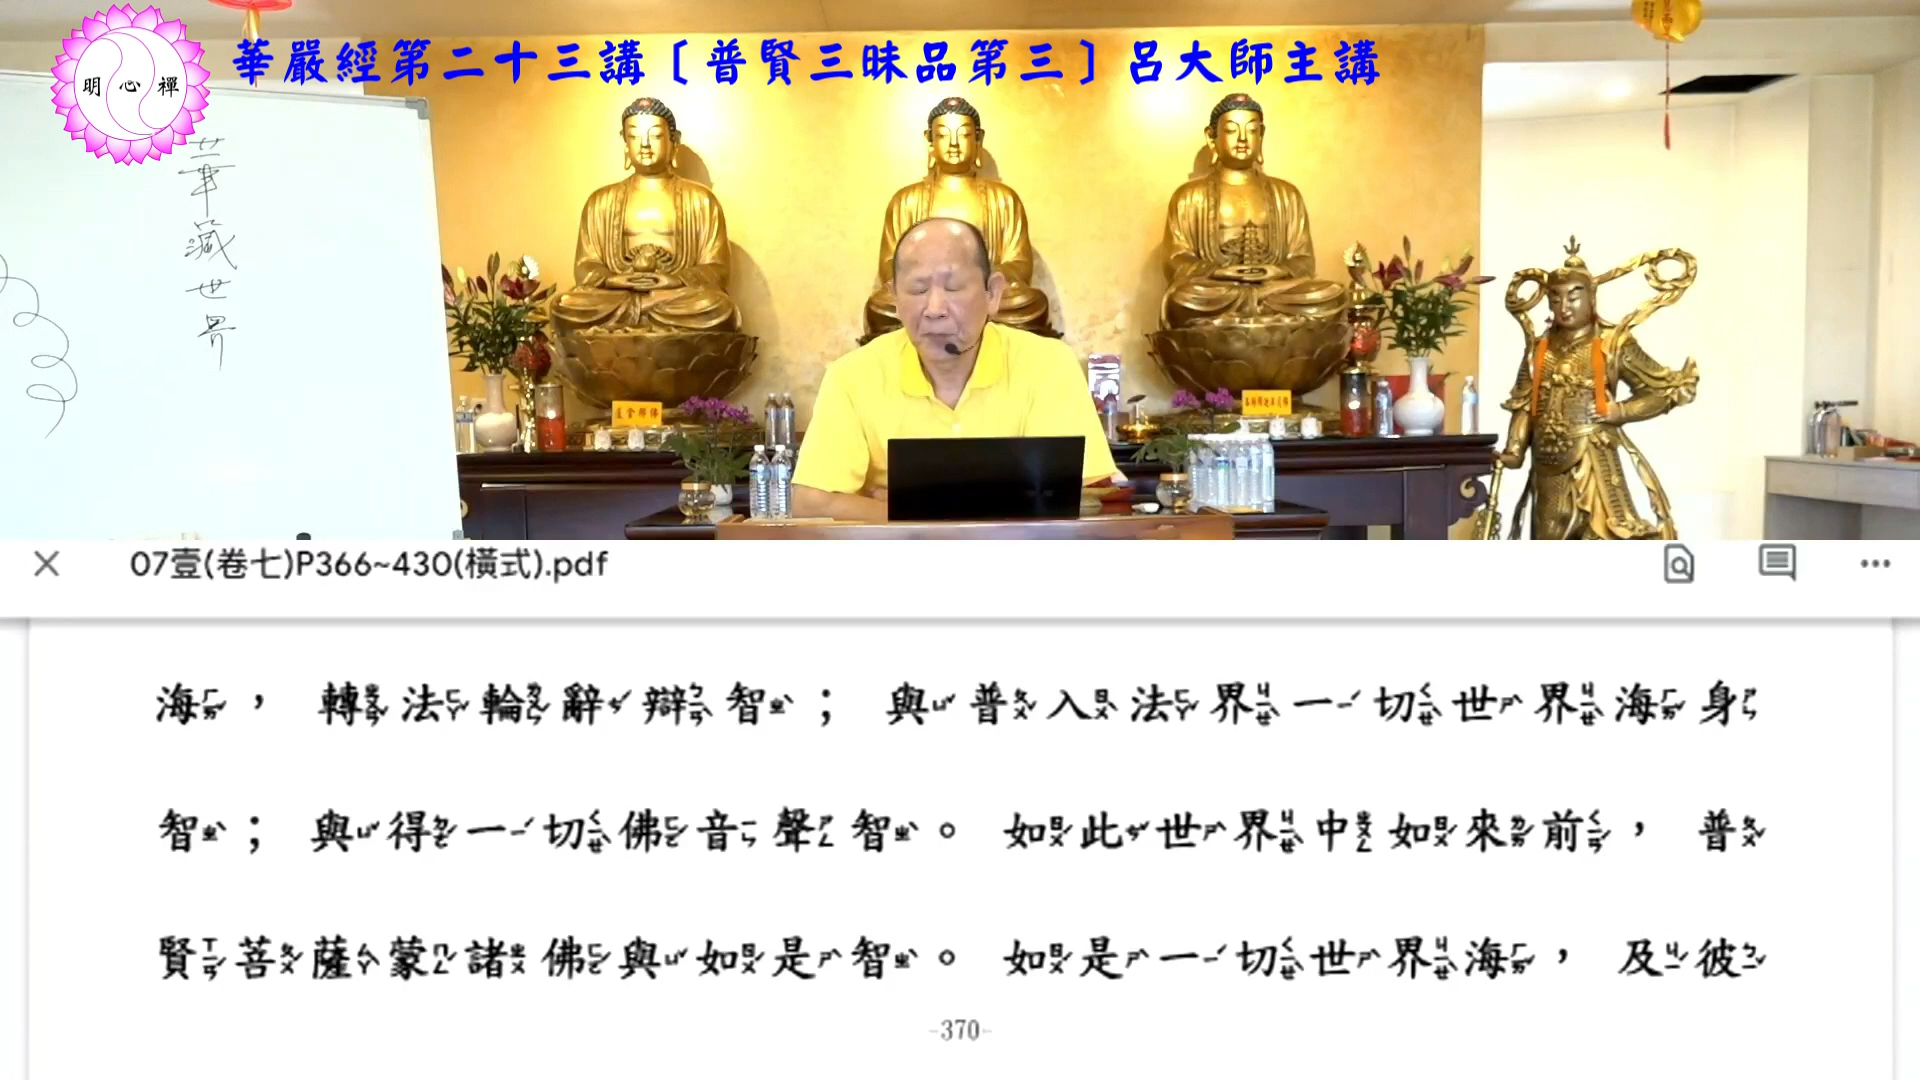 華嚴經第二十三講〔普賢三昧品第三〕呂大師主講
明心禪
華藏世界
07壹(卷七)P366~430(橫式).pdf
海， 轉法輪辭辯智； 與普入法界一切世界海身
智； 與得一切佛音聲智。 如此世界中如來前， 普
賢菩薩蒙諸佛與如是智。 如是一切世界海， 及彼
-370-